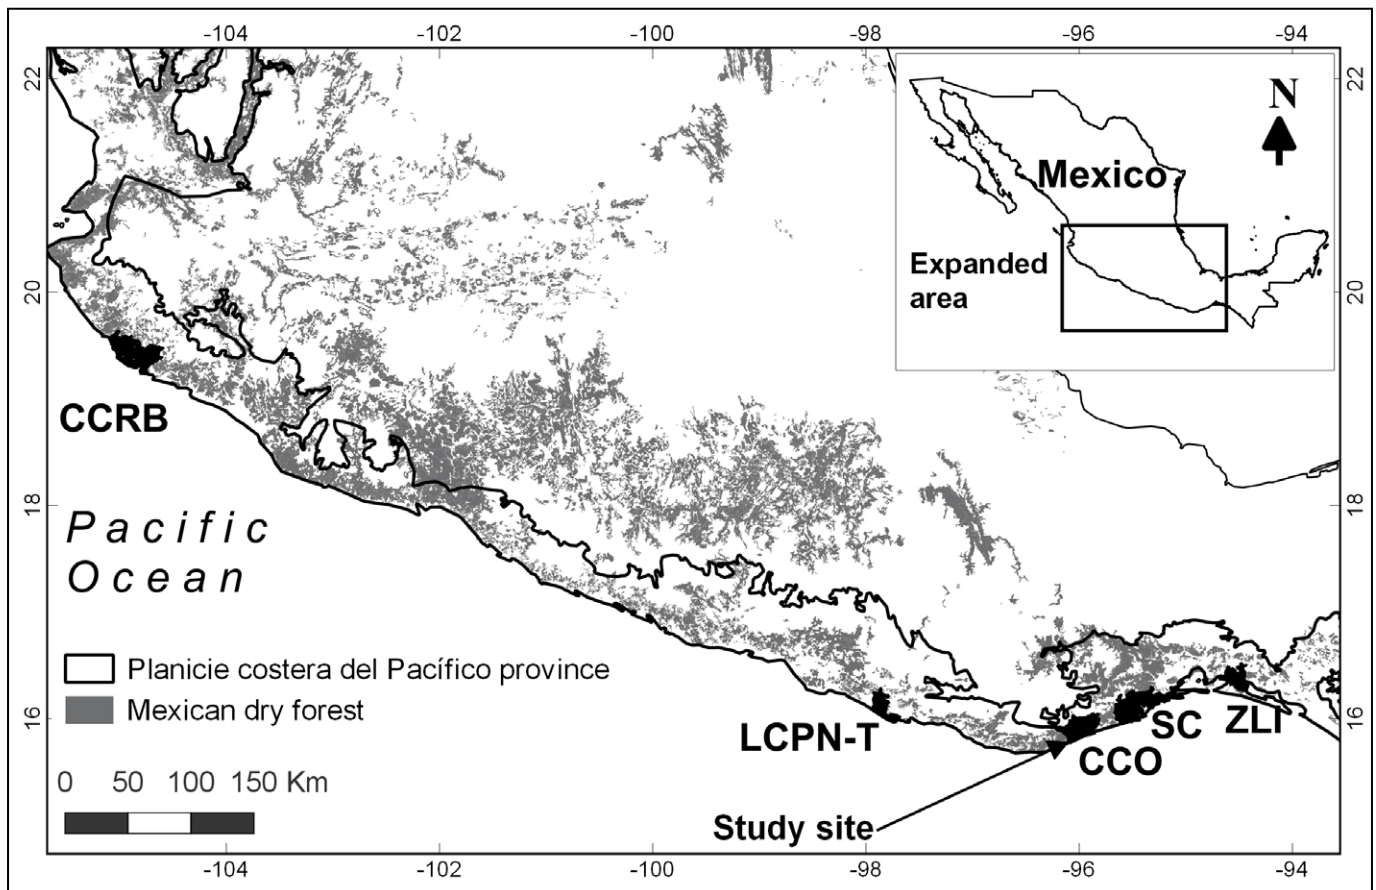 -104 -102 -100 -98 -96 -94
22 22
N
Mexico
Expanded
area
20 20
CCRB
18 18
Pacific
Ocean
Planicie costera del Pacífico province
Mexican dry forest
16 16
LCPN-T
SC ZLI
CCO
0 50 100 150 Km
Study site
-104 -102 -100 -98 -96 -94